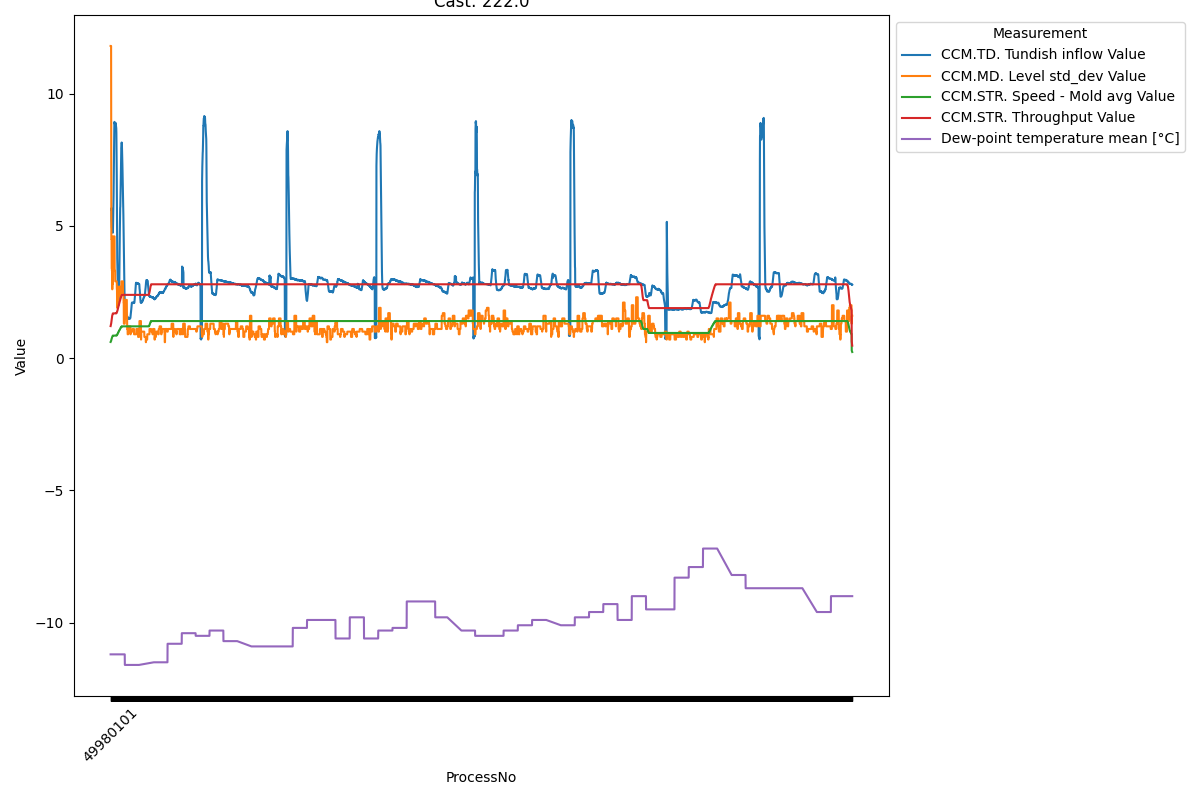 Cast: 222.0
Measurement
CCM.TD. Tundish inflow Value
CCM.MD. Level std_dev Value
CCM.STR. Speed - Mold avg Value
CCM.STR. Throughput Value
Dew-point temperature mean [°C]
10
5
0
−5
−10
Value
49980101
ProcessNo